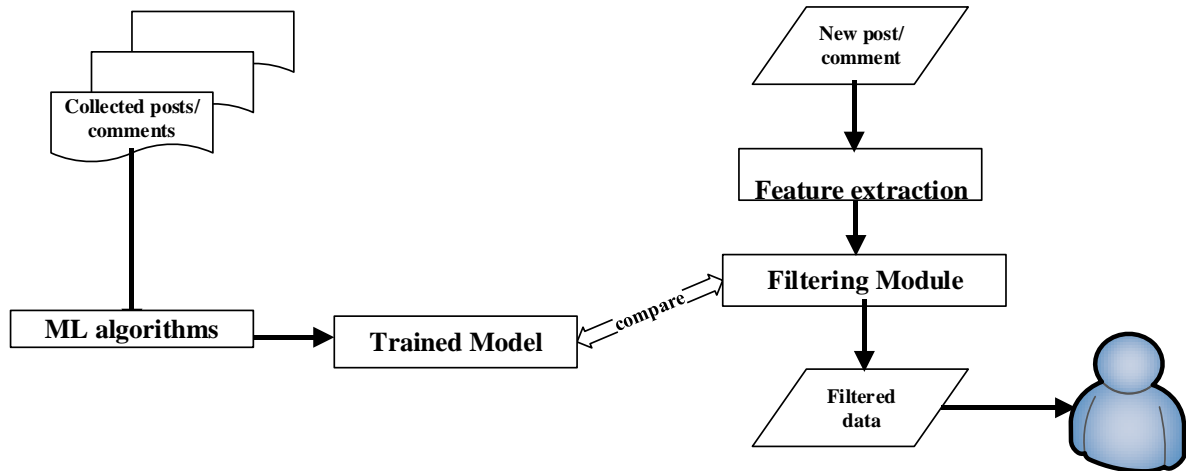 Collected posts/
comments
ML algorithms
Trained Model
compare
New post/
comment
Feature extraction
Filtering Module
Filtered
data